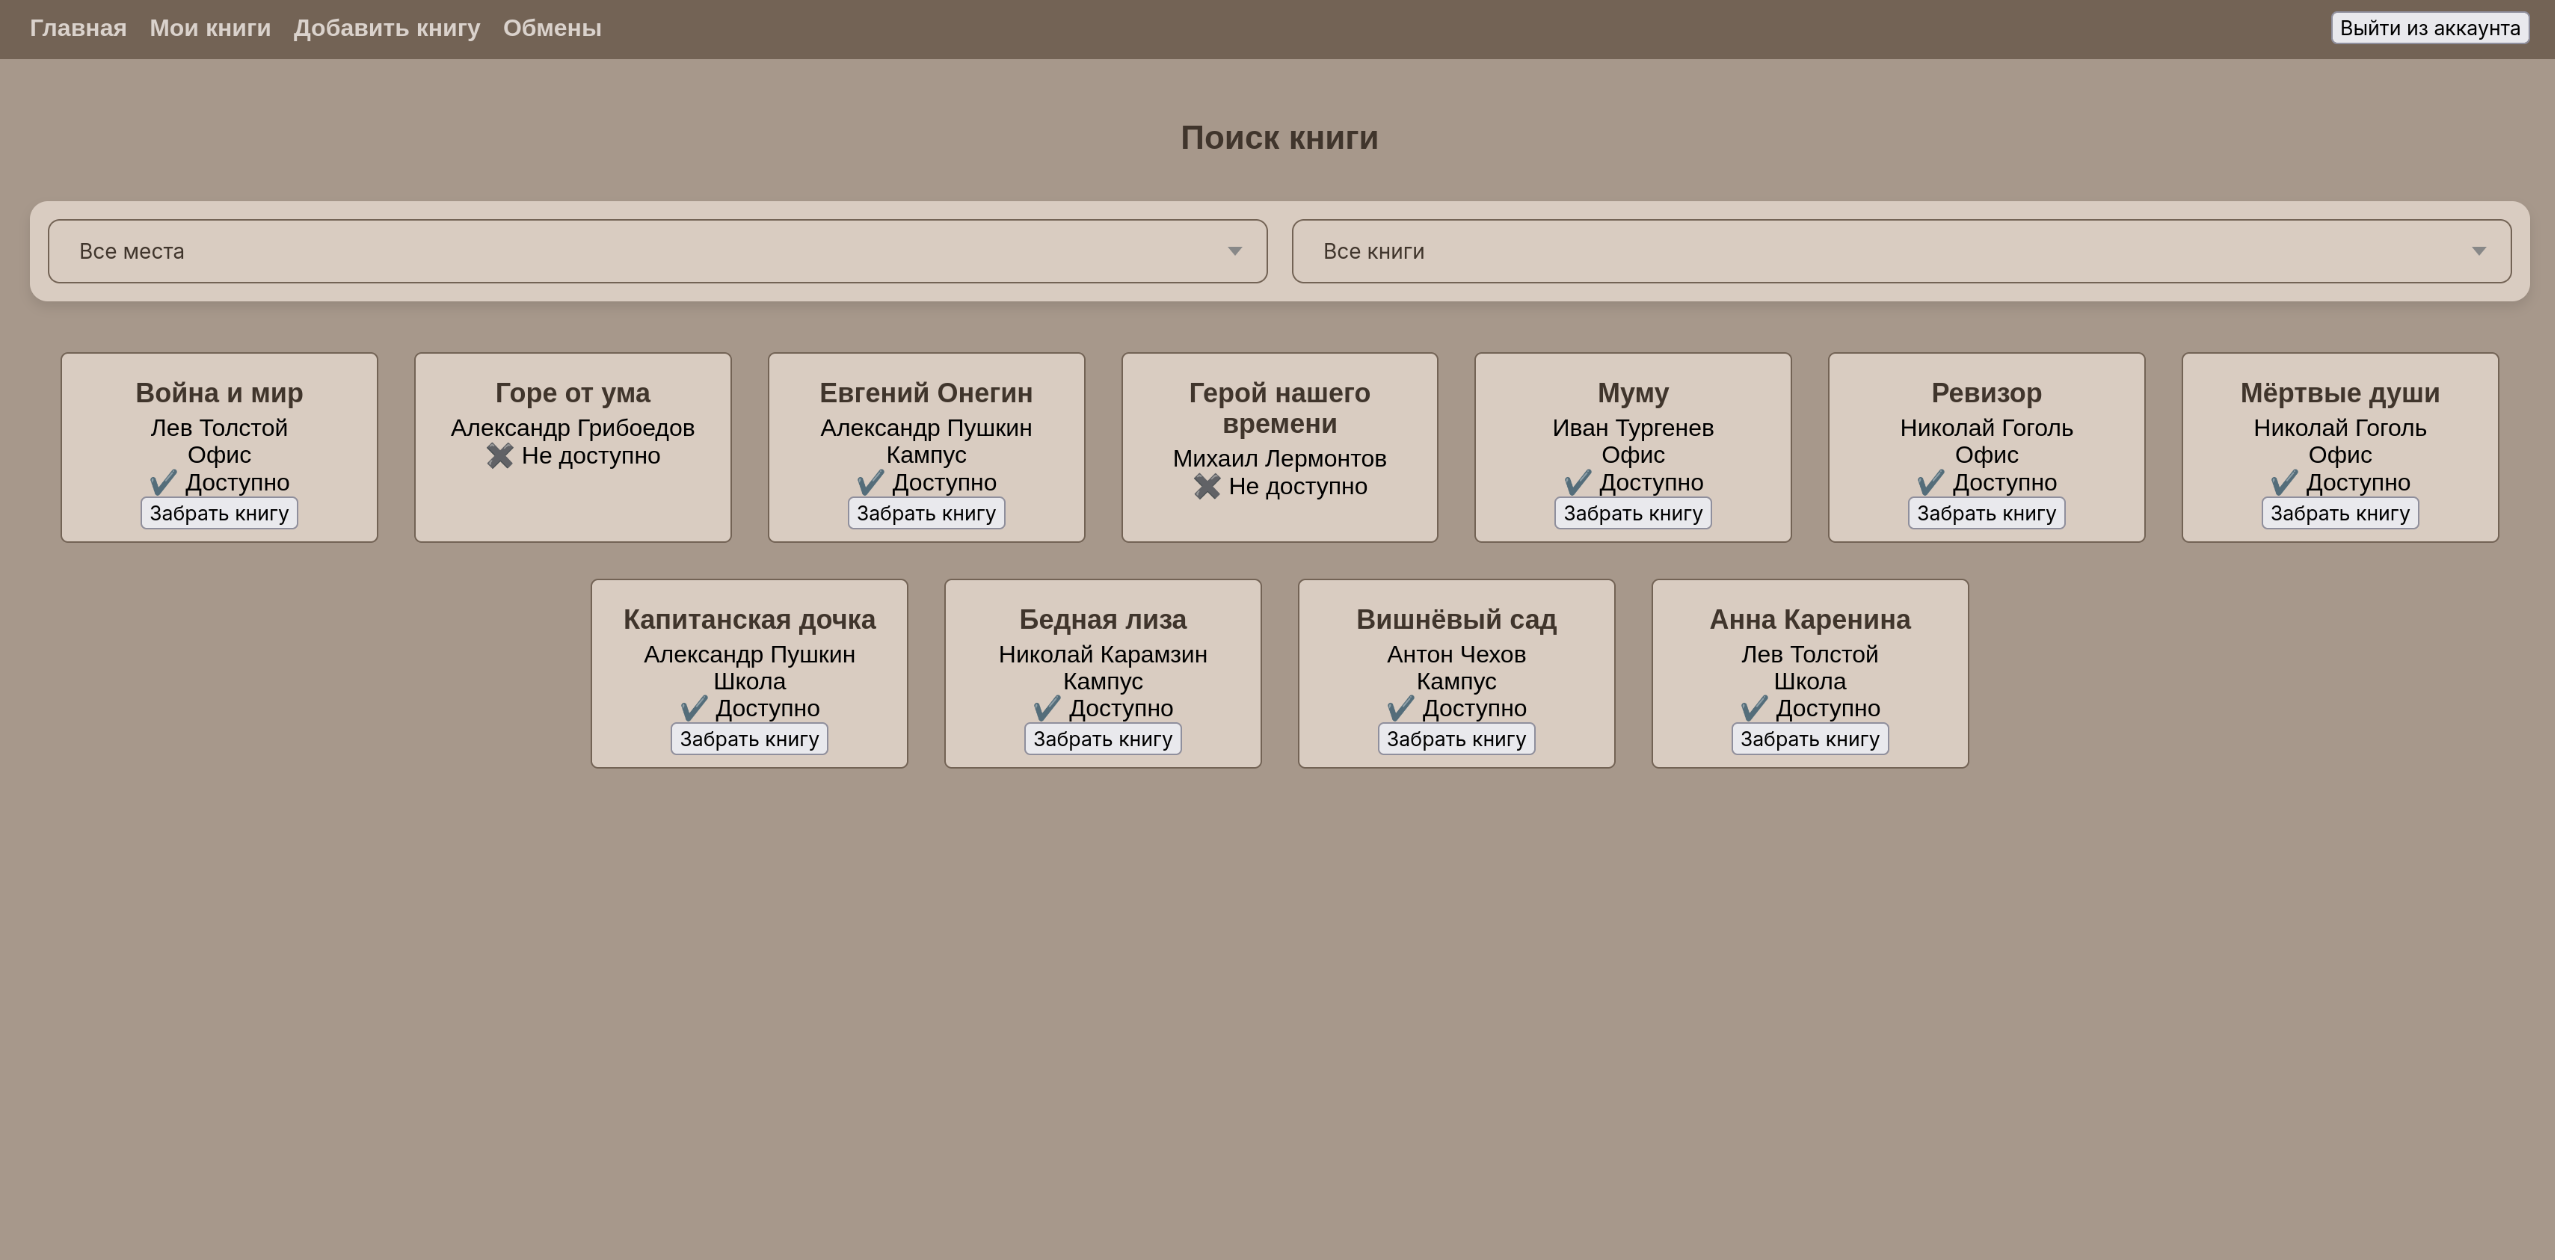 Главная Мои книги Добавить книгу Обмены Выйти из аккаунта
Поиск книги
Все места
Все книги
Война и мир
Лев Толстой
Офис
✔ Доступно
Забрать книгу
Горе от ума
Александр Грибоедов
✖ Не доступно
Евгений Онегин
Александр Пушкин
Кампус
✔ Доступно
Забрать книгу
Герой нашего
времени
Михаил Лермонтов
✖ Не доступно
Муму
Иван Тургенев
Офис
✔ Доступно
Забрать книгу
Ревизор
Николай Гоголь
Офис
✔ Доступно
Забрать книгу
Мёртвые души
Николай Гоголь
Офис
✔ Доступно
Забрать книгу
Капитанская дочка
Александр Пушкин
Школа
✔ Доступно
Забрать книгу
Бедная лиза
Николай Карамзин
Кампус
✔ Доступно
Забрать книгу
Вишнёвый сад
Антон Чехов
Кампус
✔ Доступно
Забрать книгу
Анна Каренина
Лев Толстой
Школа
✔ Доступно
Забрать книгу